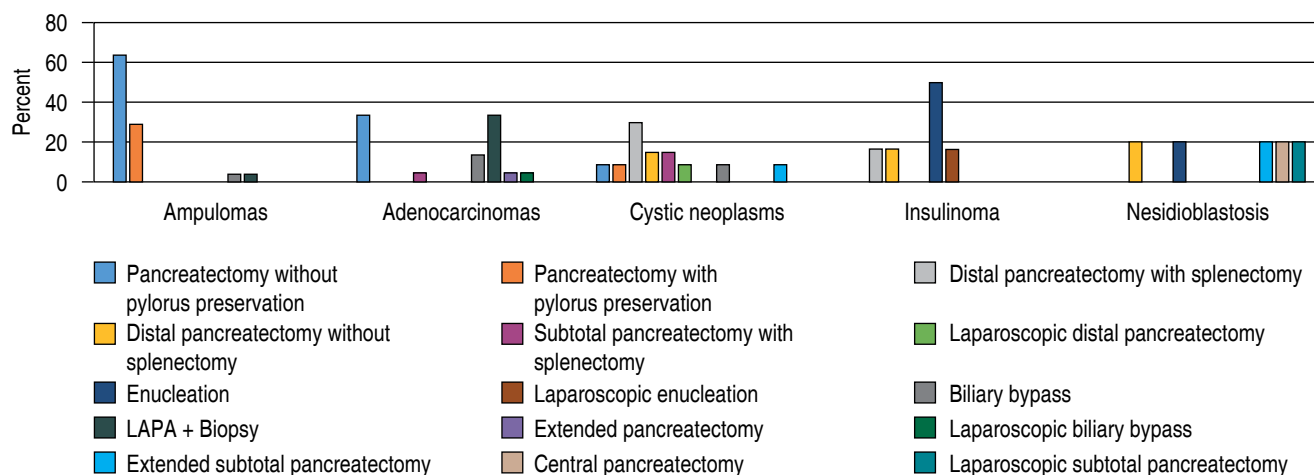 80
60
40
20
0
Percent
Ampulomas
Adenocarcinomas
Cystic neoplasms
Insulinoma
Nesidioblastosis
Pancreatectomy without
pylorus preservation
Pancreatectomy with
pylorus preservation
Distal pancreatectomy with splenectomy
Distal pancreatectomy without
splenectomy
Subtotal pancreatectomy with
splenectomy
Laparoscopic distal pancreatectomy
Enucleation
Laparoscopic enucleation
Biliary bypass
LAPA + Biopsy
Extended pancreatectomy
Laparoscopic biliary bypass
Extended subtotal pancreatectomy
Central pancreatectomy
Laparoscopic subtotal pancreatectomy